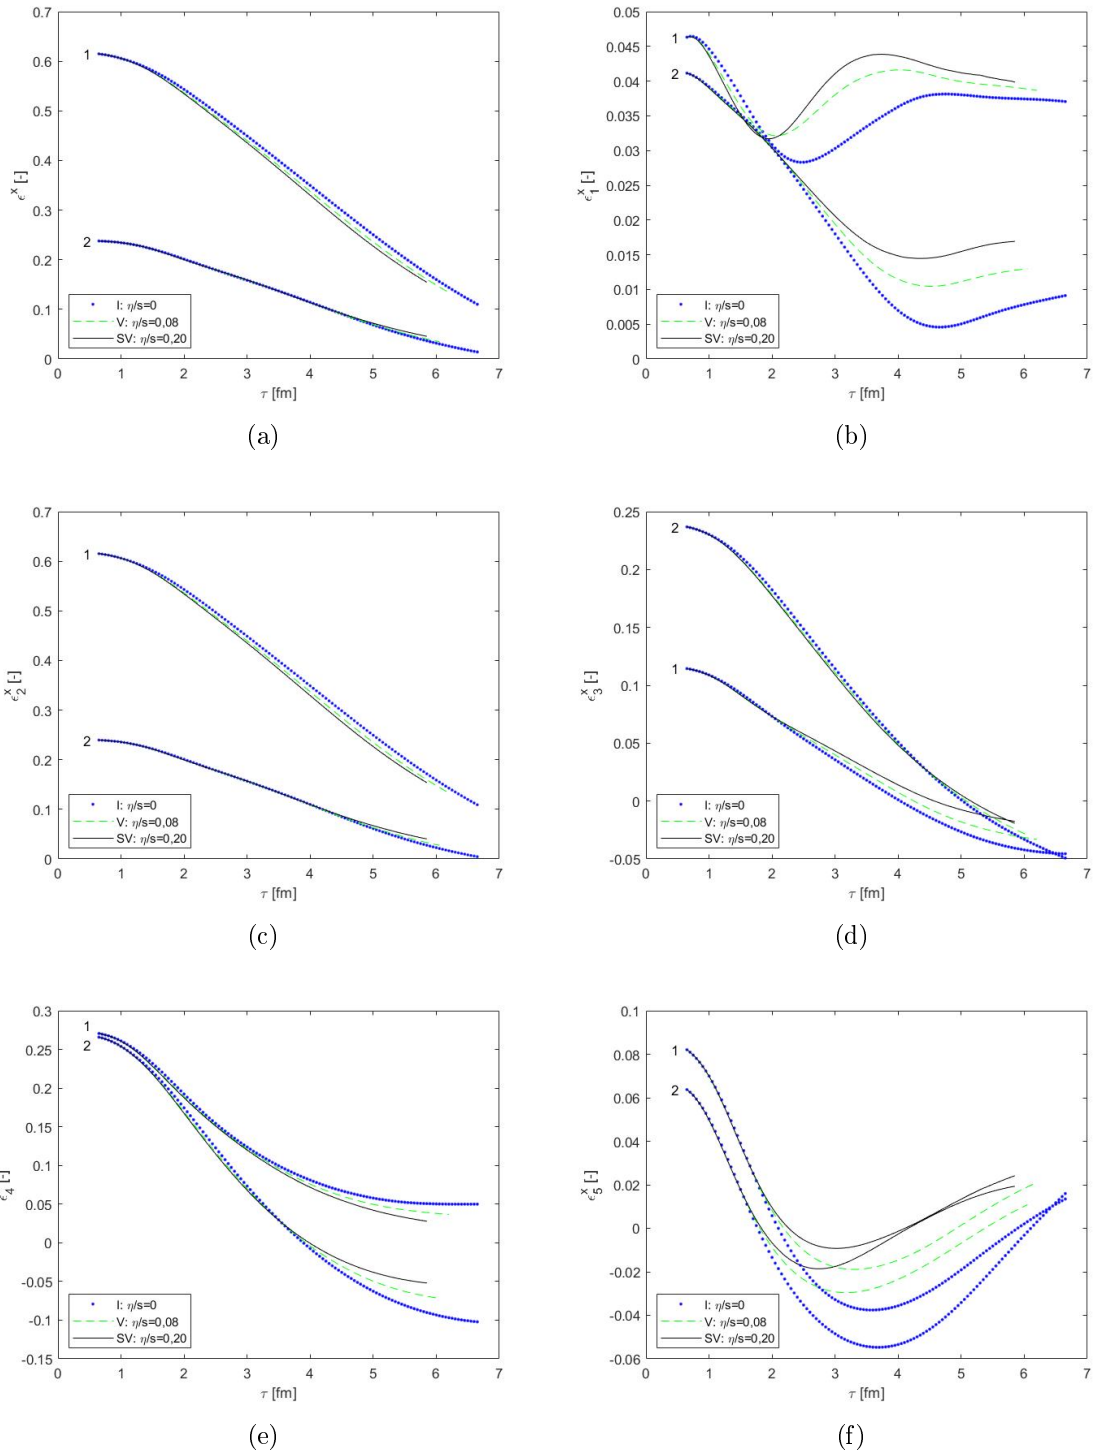 0.7
0.6
0.5
0.4
0.3
0.2
0.1
0
ϵ^x [-]
1
2
I: η/s=0
V: η/s=0,08
SV: η/s=0,20
0 1 2 3 4 5 6 7
τ [fm]
(a)
0.05
0.045
0.04
0.035
0.03
0.025
0.02
0.015
0.01
0.005
0
ϵ_1^x [-]
1
2
I: η/s=0
V: η/s=0,08
SV: η/s=0,20
0 1 2 3 4 5 6 7
τ [fm]
(b)
0.7
0.6
0.5
0.4
0.3
0.2
0.1
0
ϵ_2^x [-]
1
2
I: η/s=0
V: η/s=0,08
SV: η/s=0,20
0 1 2 3 4 5 6 7
τ [fm]
(c)
0.25
0.2
0.15
0.1
0.05
0
-0.05
ϵ_3^x [-]
2
1
I: η/s=0
V: η/s=0,08
SV: η/s=0,20
0 1 2 3 4 5 6 7
τ [fm]
(d)
0.3
0.25
0.2
0.15
0.1
0.05
0
-0.05
-0.1
-0.15
ϵ_4^x [-]
1
2
I: η/s=0
V: η/s=0,08
SV: η/s=0,20
0 1 2 3 4 5 6 7
τ [fm]
(e)
0.1
0.08
0.06
0.04
0.02
0
-0.02
-0.04
-0.06
ϵ_5^x [-]
1
2
I: η/s=0
V: η/s=0,08
SV: η/s=0,20
0 1 2 3 4 5 6 7
τ [fm]
(f)